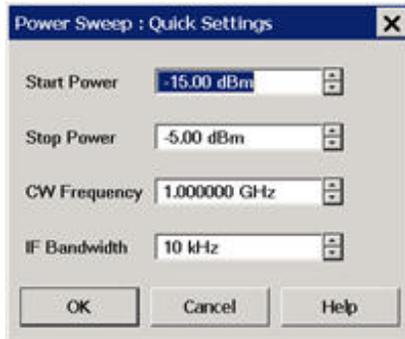 Power Sweep : Quick Settings
Start Power -15.00 dBm
Stop Power -5.00 dBm
CW Frequency 1.000000 GHz
IF Bandwidth 10 kHz
OK Cancel Help